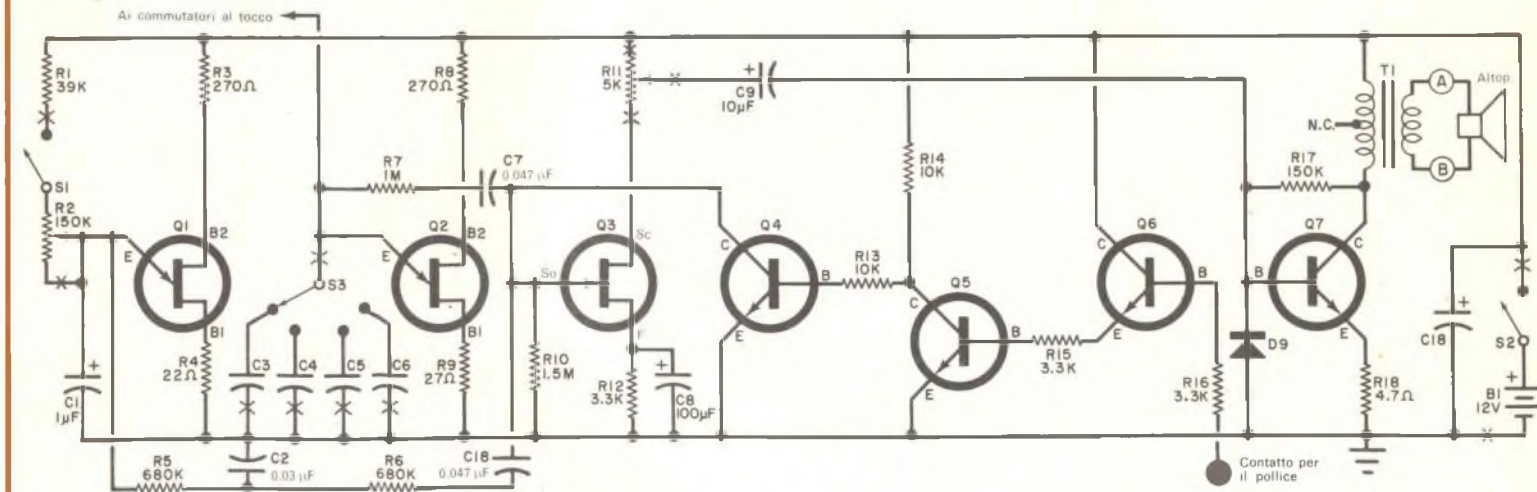 Ai commutatori al tocco
R1
39K
R3
270Ω
R8
270Ω
R11
5K
+
C9
10µF
T1
A
Altop
N.C.
B
R14
10K
R17
150K
S1
R2
150K
R7
1M
C7
0.047 µF
Q1
B2
E
B1
Q2
B2
E
B1
Q3
Sc
So
F
Q4
C
B
E
R13
10K
Q5
C
B
E
Q6
C
B
E
Q7
C
B
E
S3
R4
22Ω
C3
C4
C5
C6
R9
27Ω
R10
1.5M
R12
3.3K
+
C8
100µF
R15
3.3K
R16
3.3K
D9
R18
4.7Ω
+
C18
S2
+
B1
12V
+
C1
1µF
R5
680K
C2
0.03 µF
R6
680K
C18
0.047 µF
Contatto per
il pollice